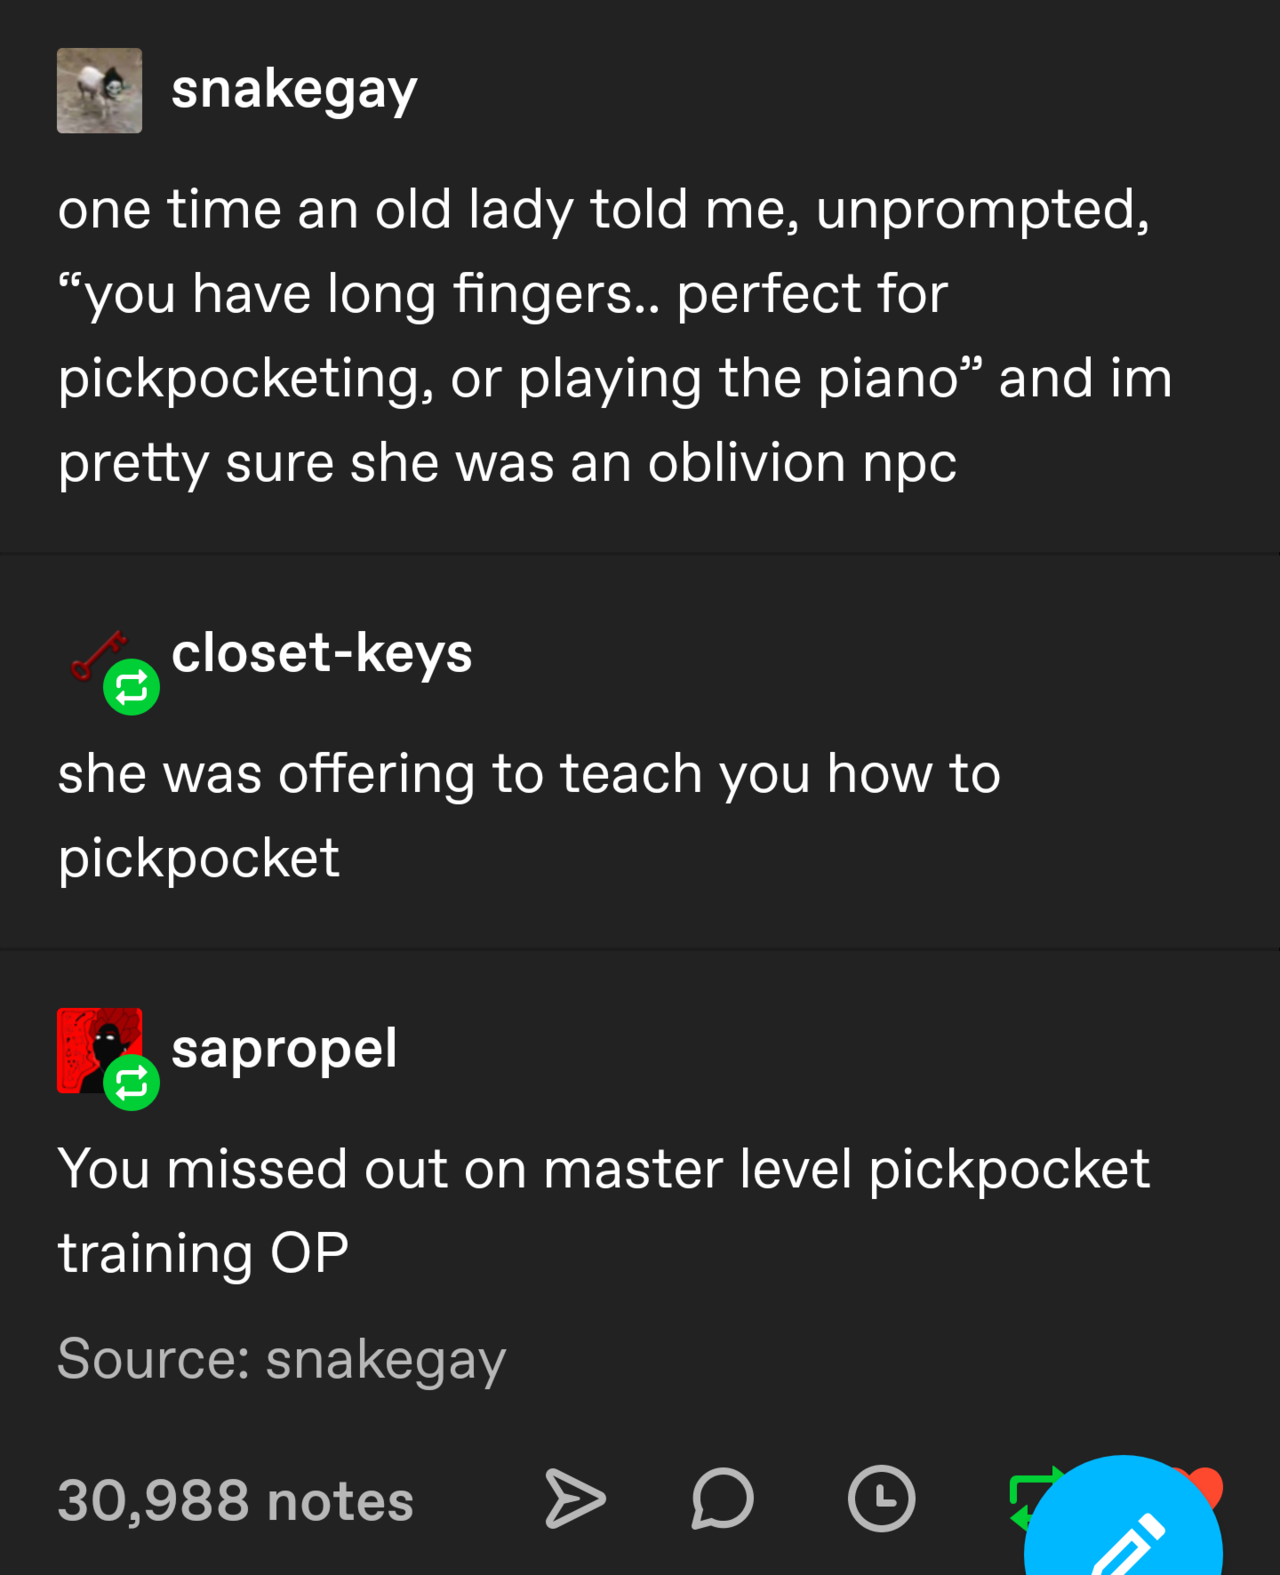 snakegay
one time an old lady told me, unprompted,
“you have long fingers.. perfect for
pickpocketing, or playing the piano” and im
pretty sure she was an oblivion npc
closet-keys
she was offering to teach you how to
pickpocket
sapropel
You missed out on master level pickpocket
training OP
Source: snakegay
30,988 notes